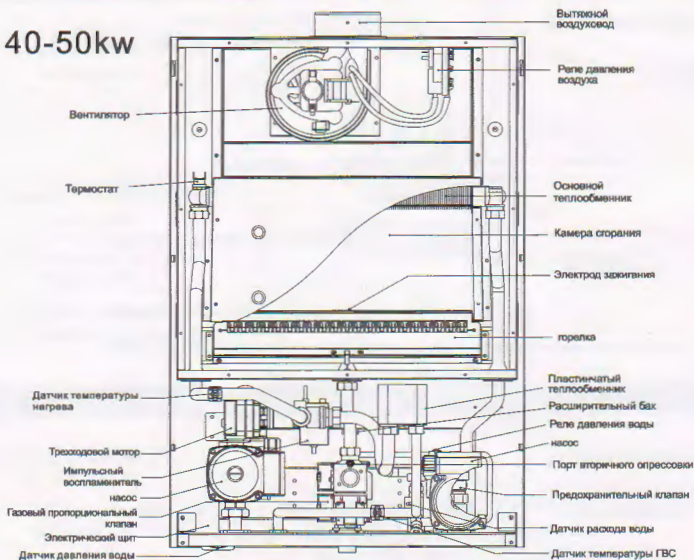 40-50kw
Вытяжной
воздуховод
Реле давления
воздуха
Вентилятор
Термостат
Основной
теплообменник
Камера сгорания
Электрод зажигания
горелка
Пластинчатый
теплообменник
Датчик температуры
нагрева
Расширительный бак
Реле давления воды
насос
Трехходовой мотор
Порт вторичного опрессовки
Импульсный
воспламенитель
Предохранительный клапан
насос
Газовый пропорциональный
клапан
Датчик расхода воды
Электрический щит
Датчик давления воды
Датчик температуры ГВС